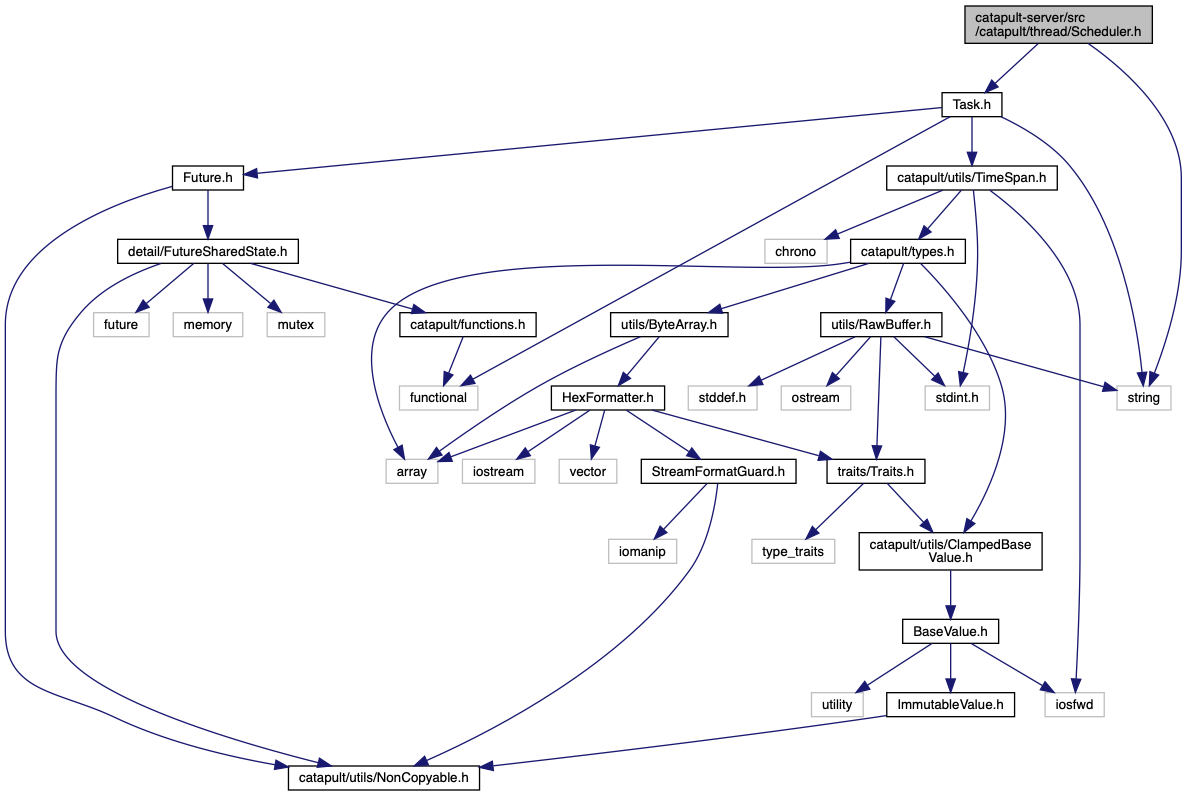 catapult-server/src
/catapult/thread/Scheduler.h
Task.h
Future.h
catapult/utils/TimeSpan.h
detail/FutureSharedState.h
chrono
catapult/types.h
future
memory
mutex
catapult/functions.h
utils/ByteArray.h
utils/RawBuffer.h
functional
HexFormatter.h
stddef.h
ostream
stdint.h
string
array
iostream
vector
StreamFormatGuard.h
traits/Traits.h
iomanip
type_traits
catapult/utils/ClampedBase
Value.h
BaseValue.h
utility
ImmutableValue.h
iosfwd
catapult/utils/NonCopyable.h